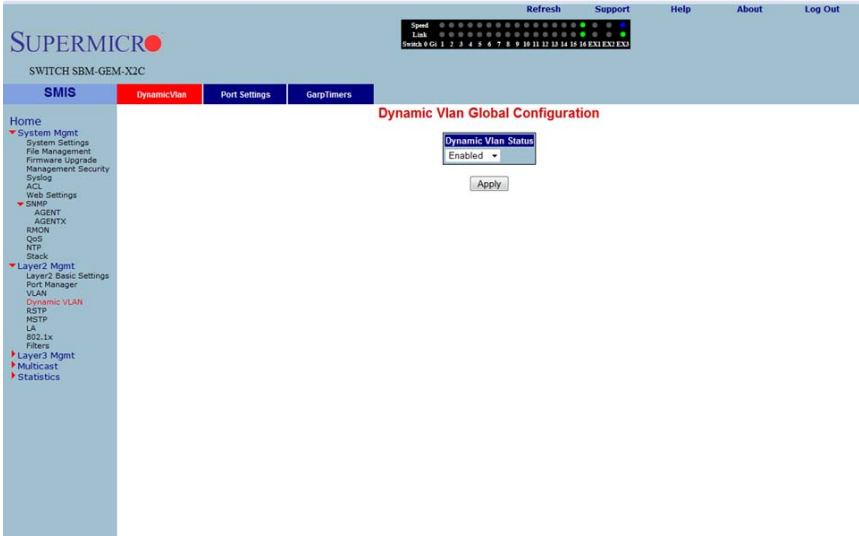 Refresh Support Help About Log Out
SUPERMICRO
SWITCH SBM-GEM-X2C
Speed
Link
Switch 0 Gi 1 2 3 4 5 6 7 8 9 10 11 12 13 14 15 16 EX1 EX2 EX3
SMIS
DynamicVlan Port Settings GarpTimers
Home
System Mgmt
System Settings
File Management
Firmware Upgrade
Management Security
Syslog
ACL
Web Settings
SNMP
AGENT
AGENTX
RMON
QoS
NTP
Stack
Layer2 Mgmt
Layer2 Basic Settings
Port Manager
VLAN
Dynamic VLAN
RSTP
MSTP
LA
802.1x
Filters
Layer3 Mgmt
Multicast
Statistics
Dynamic Vlan Global Configuration
Dynamic Vlan Status
Enabled
Apply